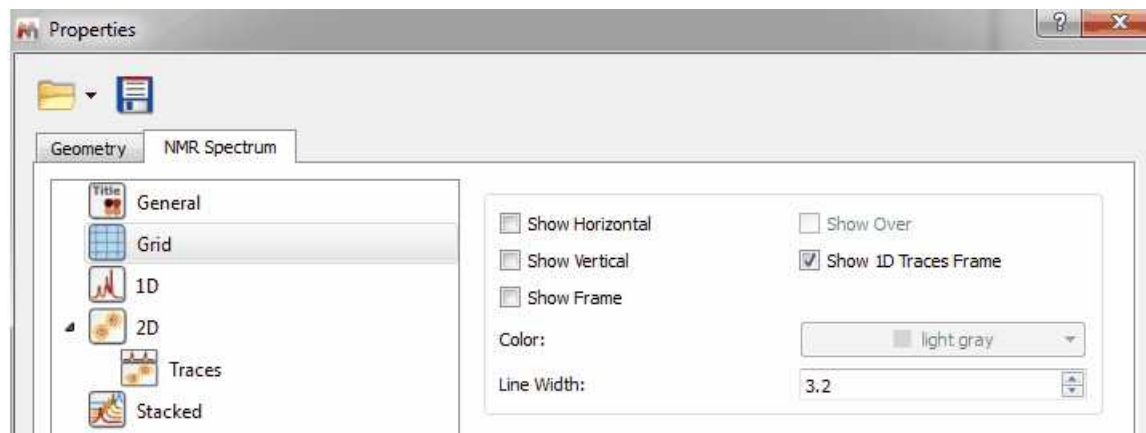 Properties
Geometry
NMR Spectrum
Title
General
Grid
1D
2D
Traces
Stacked
Show Horizontal
Show Over
Show Vertical
Show 1D Traces Frame
Show Frame
Color:
light gray
Line Width:
3.2